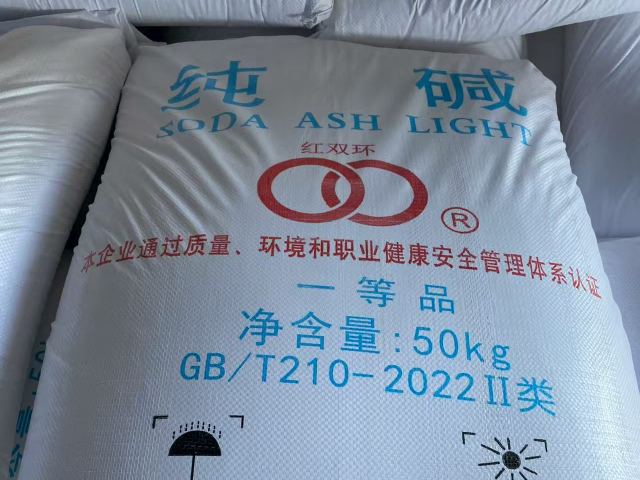 纯 碱
SODA ASH LIGHT
红双环
®
本企业通过质量、环境和职业健康安全管理体系认证
一等品
净含量:50kg
GB/T210-2022Ⅱ类